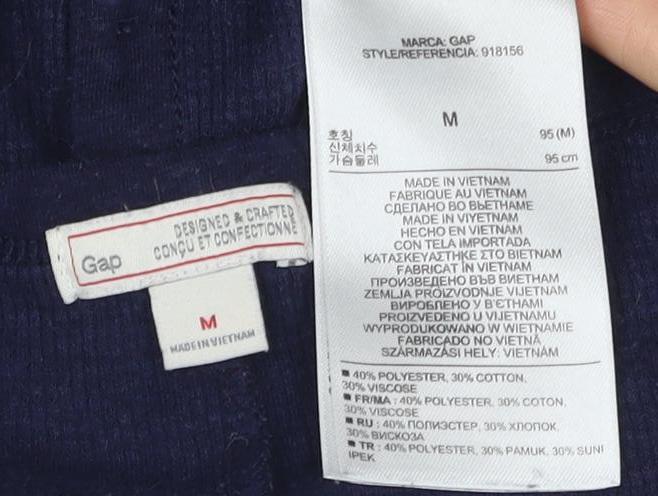 Gap
DESIGNED & CRAFTED
CONÇU ET CONFECTIONNÉ
M
MADE IN VIETNAM
MARCA: GAP
STYLE/REFERENCIA: 918156
M
호칭 95 (M)
신체치수
가슴둘레 95 cm
MADE IN VIETNAM
FABRIQUE AU VIETNAM
СДЕЛАНО ВО ВЬЕТНАМЕ
MADE IN VIYETNAM
HECHO EN VIETNAM
CON TELA IMPORTADA
ΚΑΤΑΣΚΕΥΑΣΤΗΚΕ ΣΤΟ ΒΙΕΤΝΑΜ
FABRICAT ÎN VIETNAM
ПРОИЗВЕДЕНО ВЪВ ВИЕТНАМ
ZEMLJA PROIZVODNJE VIJETNAM
ВИРОБЛЕНО У В'ЄТНАМІ
PROIZVEDENO U VIJETNAMU
WYPRODUKOWANO W WIETNAMIE
FABRICADO NO VIETNÃ
SZÁRMAZÁSI HELY: VIETNÁM
■ 40% POLYESTER, 30% COTTON,
30% VISCOSE
■ FR/MA : 40% POLYESTER, 30% COTON,
30% VISCOSE
■ RU : 40% ПОЛИЭСТЕР, 30% ХЛОПОК,
30% ВИСКОЗА
■ TR : 40% POLYESTER, 30% PAMUK, 30% SUNI
IPEK